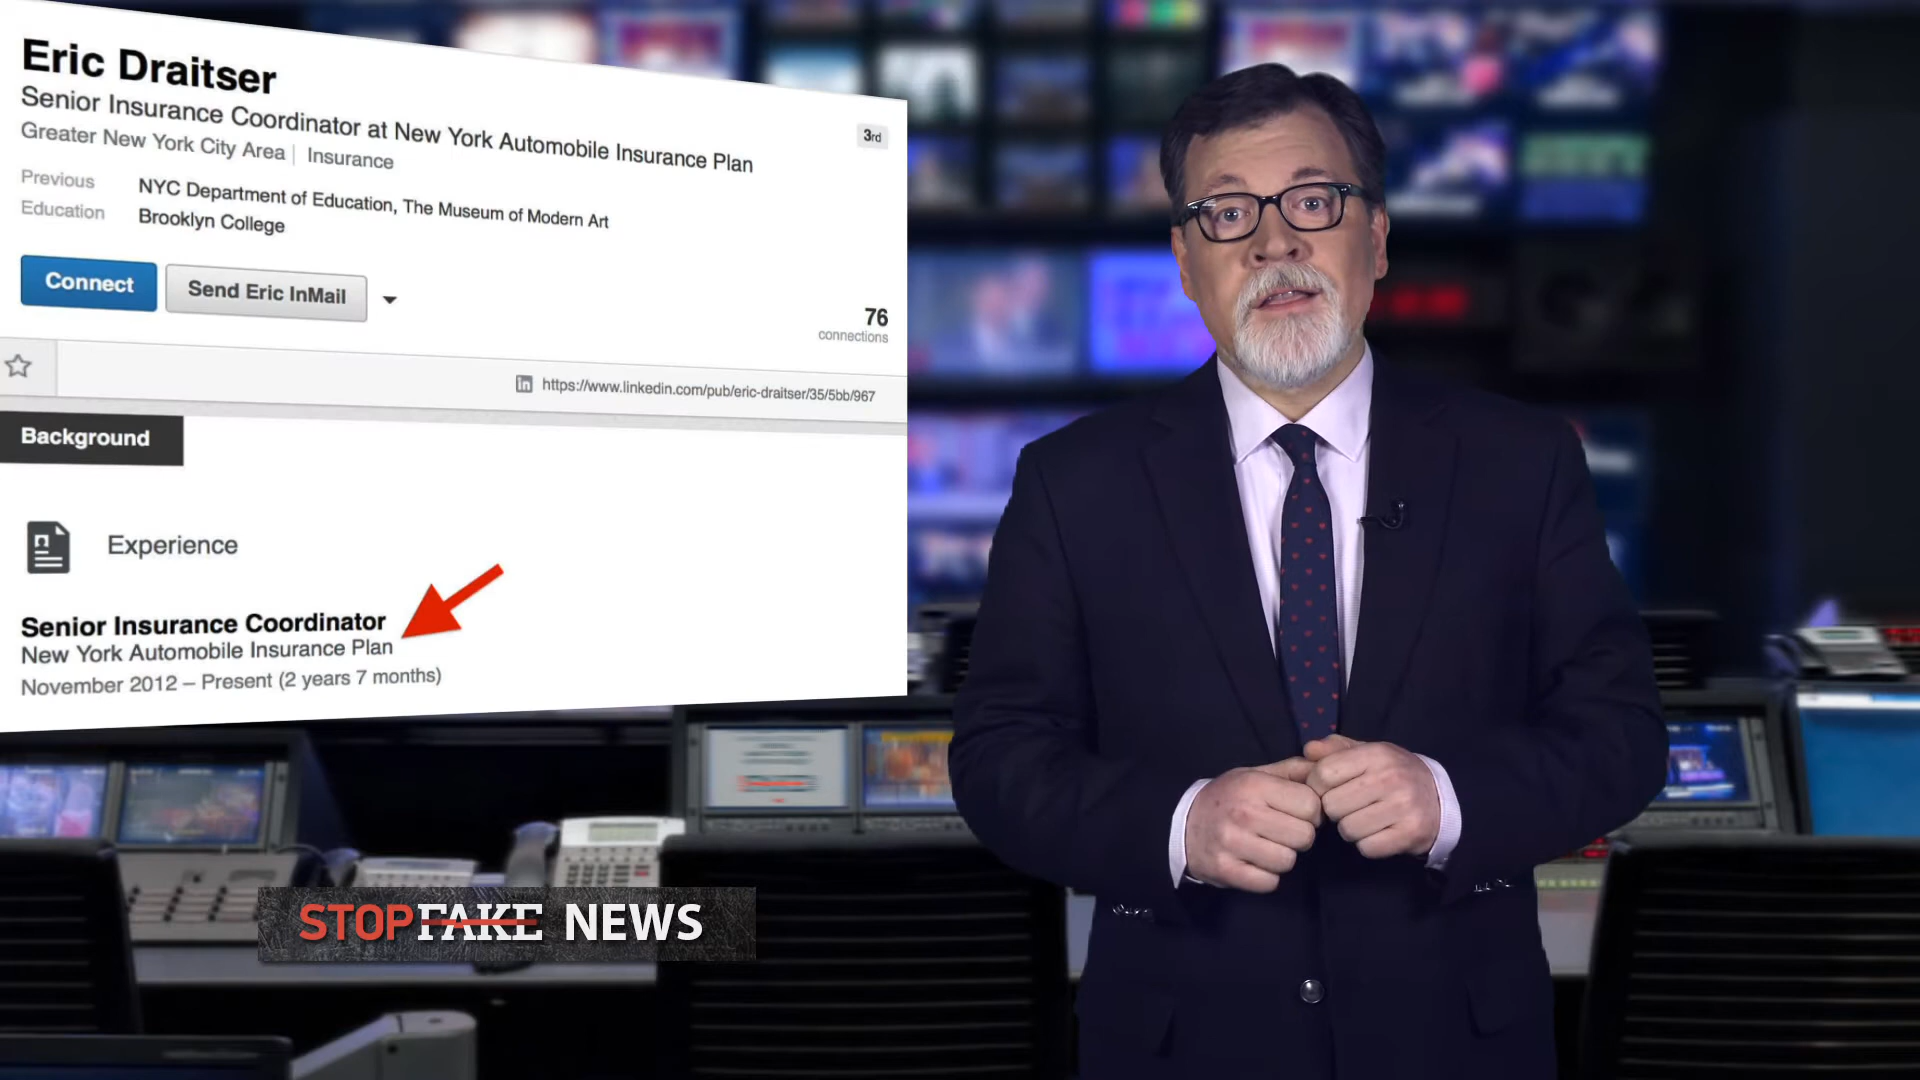 Eric Draitser
Senior Insurance Coordinator at New York Automobile Insurance Plan
3rd
Greater New York City Area | Insurance
Previous NYC Department of Education, The Museum of Modern Art
Education Brooklyn College
Connect
Send Eric InMail
76
connections
in https://www.linkedin.com/pub/eric-draitser/35/5bb/967
Background
Experience
Senior Insurance Coordinator
New York Automobile Insurance Plan
November 2012 – Present (2 years 7 months)
STOPFAKE NEWS